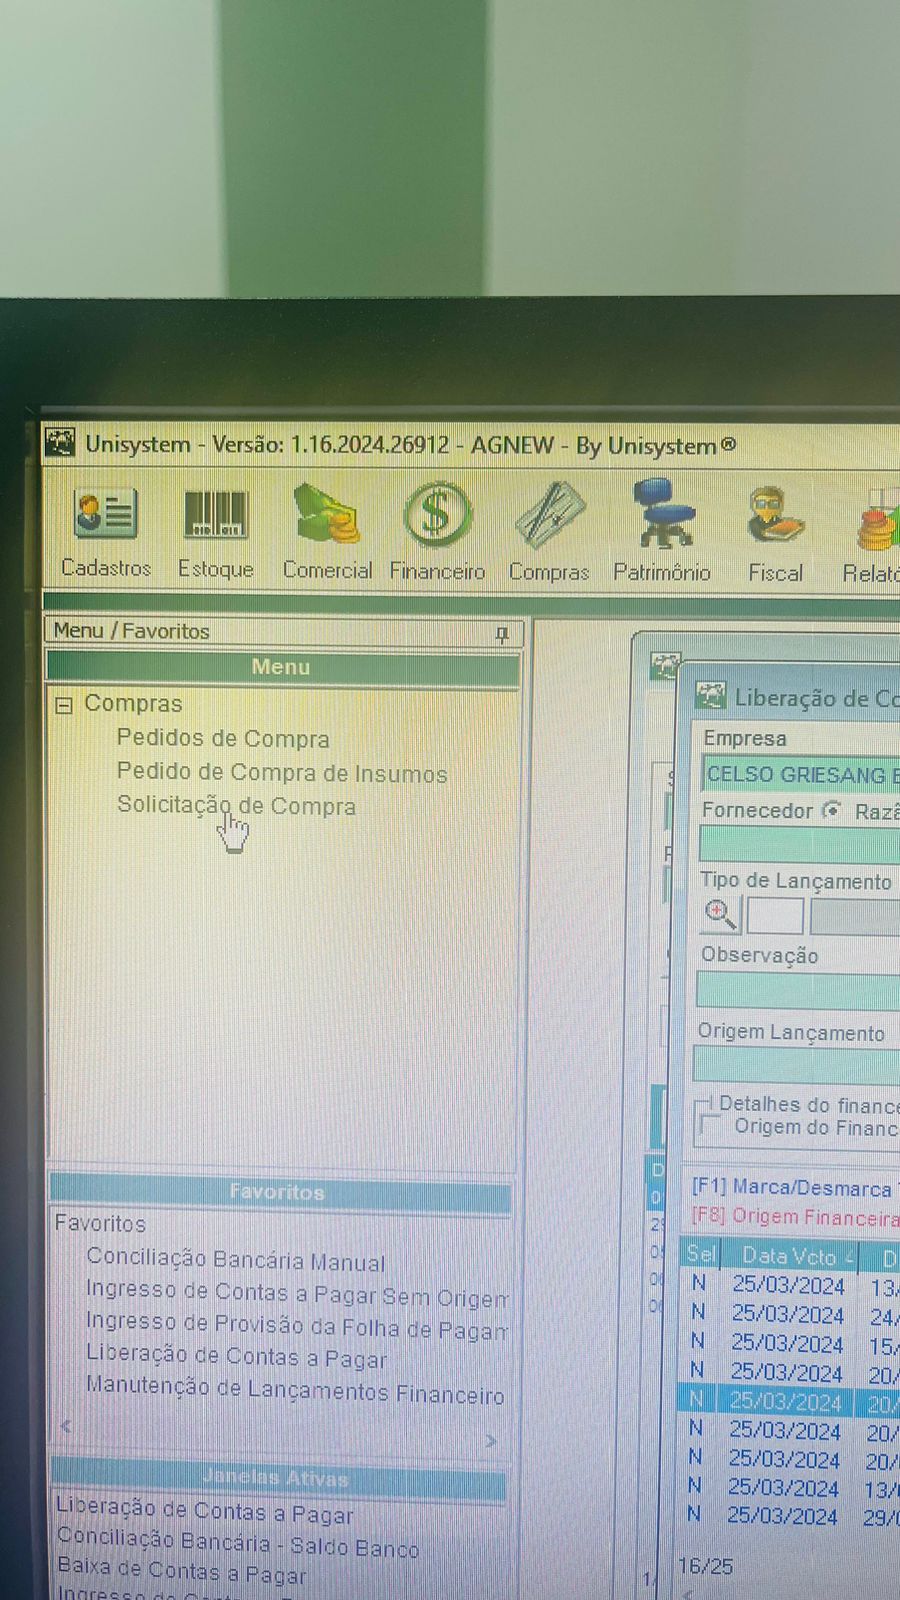 Unisystem - Versão: 1.16.2024.26912 - AGNEW - By Unisystem®
Cadastros Estoque Comercial Financeiro Compras Patrimônio Fiscal Relató
Menu / Favoritos
Menu
Compras
Pedidos de Compra
Pedido de Compra de Insumos
Solicitação de Compra
Favoritos
Favoritos
Conciliação Bancária Manual
Ingresso de Contas a Pagar Sem Origem
Ingresso de Provisão da Folha de Pagam
Liberação de Contas a Pagar
Manutenção de Lançamentos Financeiro
Janelas Ativas
Liberação de Contas a Pagar
Conciliação Bancária - Saldo Banco
Baixa de Contas a Pagar
Liberação de Co
Empresa
CELSO GRIESANG E
Fornecedor Razã
Tipo de Lançamento
Observação
Origem Lançamento
Detalhes do finance
Origem do Financ
[F1] Marca/Desmarca
[F8] Origem Financeira
Sel Data Vcto D
N 25/03/2024 13/
N 25/03/2024 24/
N 25/03/2024 15/
N 25/03/2024 20/
N 25/03/2024 20/
N 25/03/2024 20/
N 25/03/2024 20/
N 25/03/2024 13/
N 25/03/2024 29/
16/25